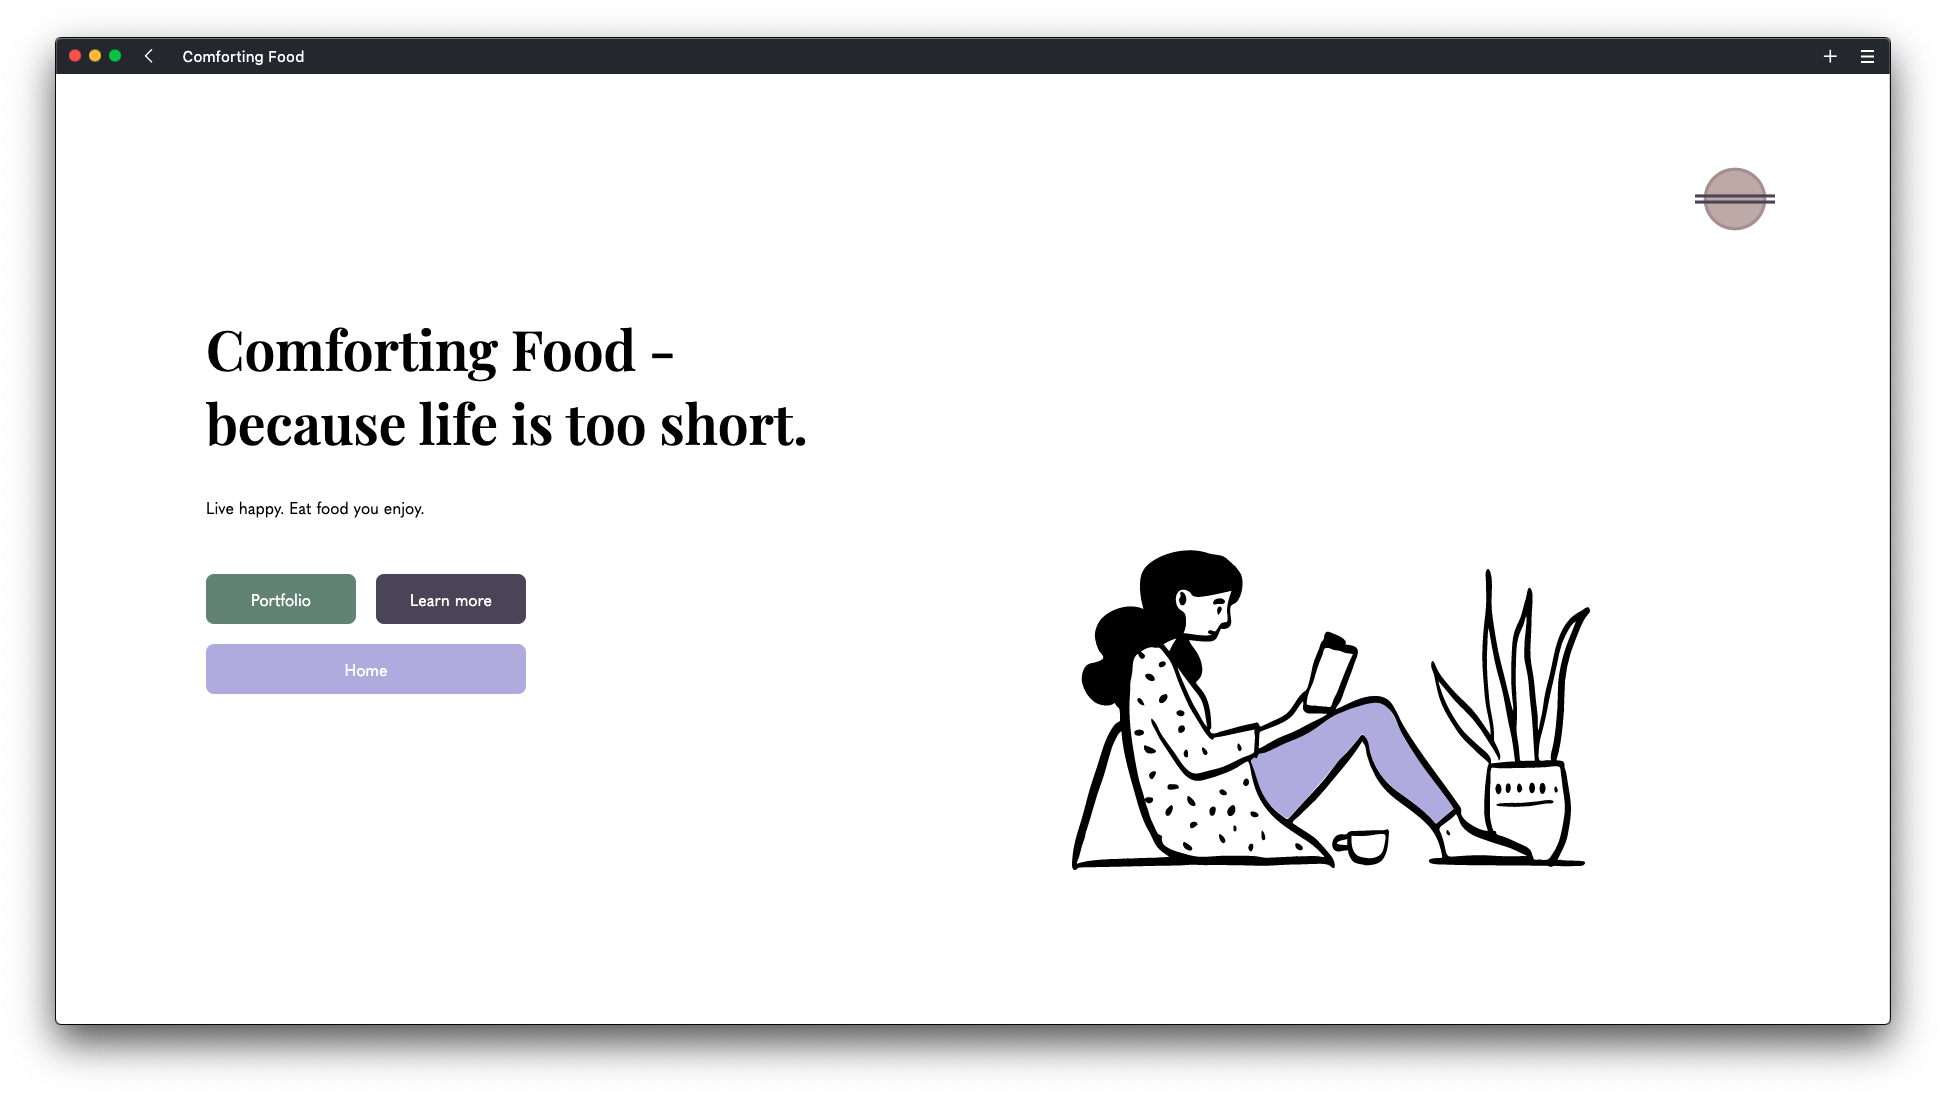 Comforting Food
Comforting Food -
because life is too short.
Live happy. Eat food you enjoy.
Portfolio
Learn more
Home